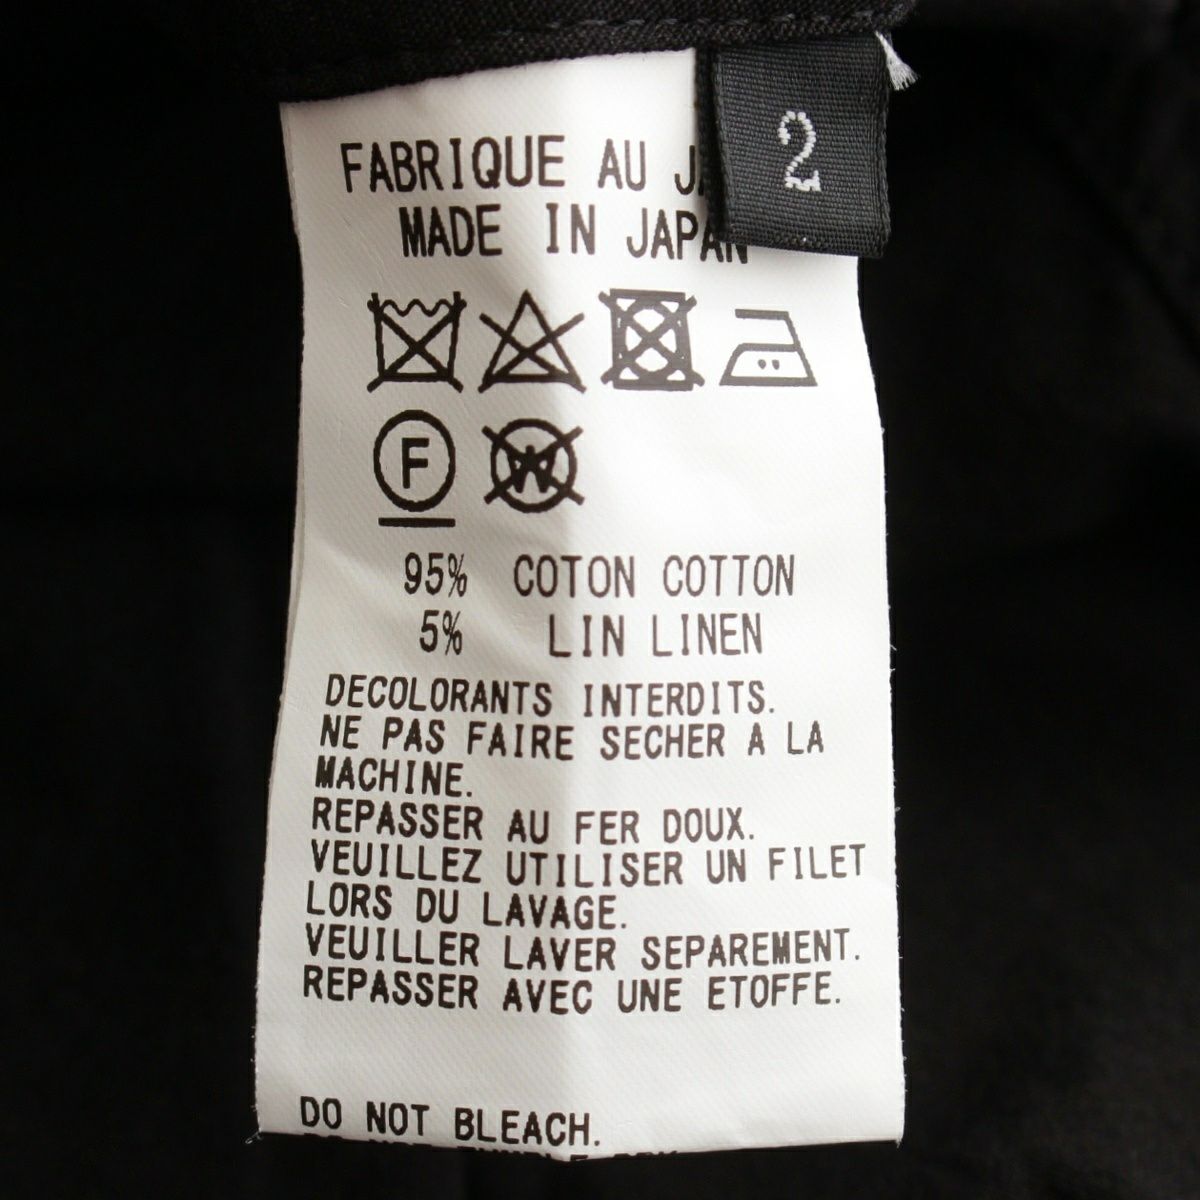 2
FABRIQUE AU
MADE IN JAPAN
F
W
95% COTON COTTON
5% LIN LINEN
DECOLORANTS INTERDITS.
NE PAS FAIRE SECHER A LA
MACHINE.
REPASSER AU FER DOUX.
VEUILLEZ UTILISER UN FILET
LORS DU LAVAGE.
VEUILLER LAVER SEPAREMENT.
REPASSER AVEC UNE ETOFFE.
DO NOT BLEACH.